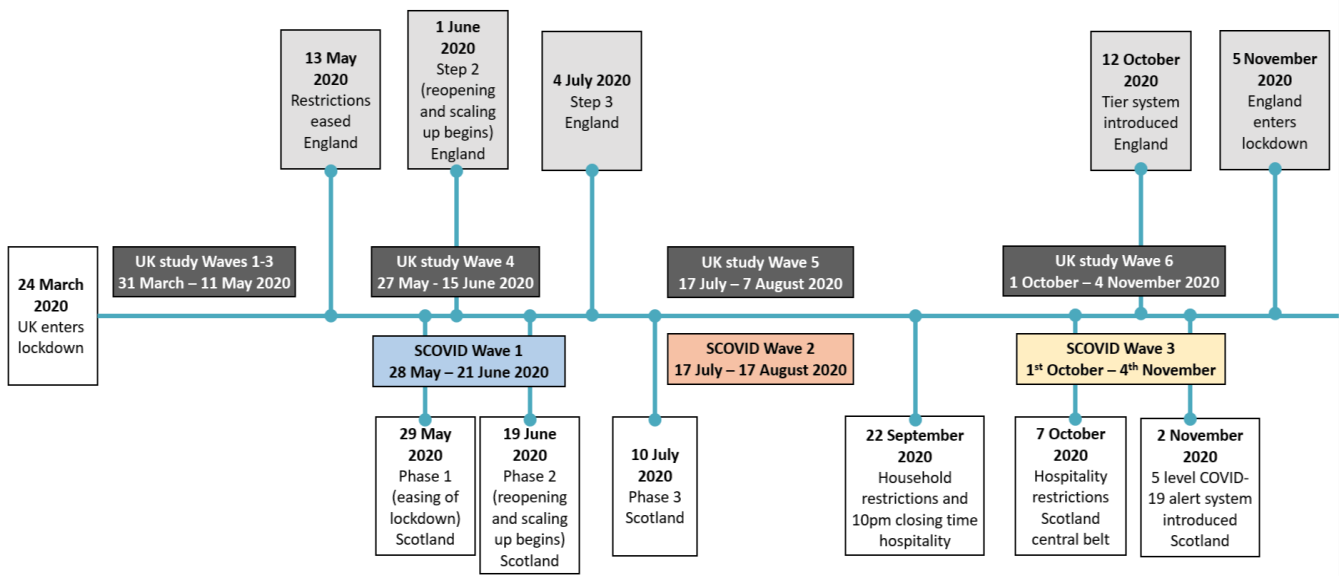 13 May
2020
Restrictions
eased
England
1 June
2020
Step 2
(reopening
and scaling
up begins)
England
4 July 2020
Step 3
England
12 October
2020
Tier system
introduced
England
5 November
2020
England
enters
lockdown
24 March
2020
UK enters
lockdown
UK study Waves 1-3
31 March – 11 May 2020
UK study Wave 4
27 May - 15 June 2020
UK study Wave 5
17 July – 7 August 2020
UK study Wave 6
1 October – 4 November 2020
SCOVID Wave 1
28 May – 21 June 2020
SCOVID Wave 2
17 July – 17 August 2020
SCOVID Wave 3
1st October – 4th November
29 May
2020
Phase 1
(easing of
lockdown)
Scotland
19 June
2020
Phase 2
(reopening
and scaling
up begins)
Scotland
10 July
2020
Phase 3
Scotland
22 September
2020
Household
restrictions and
10pm closing time
hospitality
7 October
2020
Hospitality
restrictions
Scotland
central belt
2 November
2020
5 level COVID-
19 alert system
introduced
Scotland